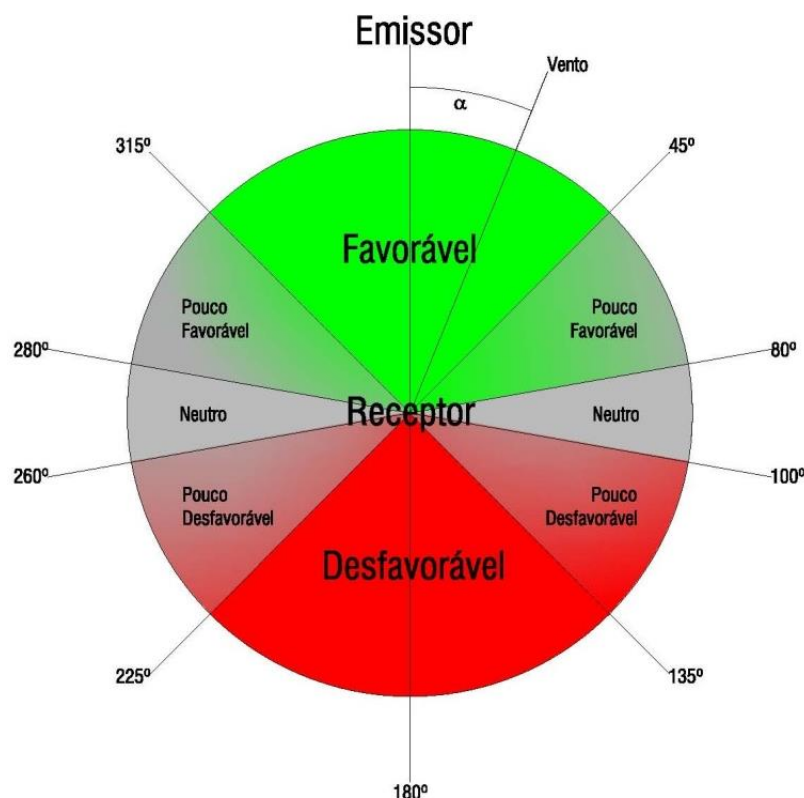 Emissor
Vento
α
315º
45º
Favorável
Pouco
Favorável
Pouco
Favorável
280º
80º
Neutro
Receptor
Neutro
260º
100º
Pouco
Desfavorável
Pouco
Desfavorável
Desfavorável
225º
135º
180º